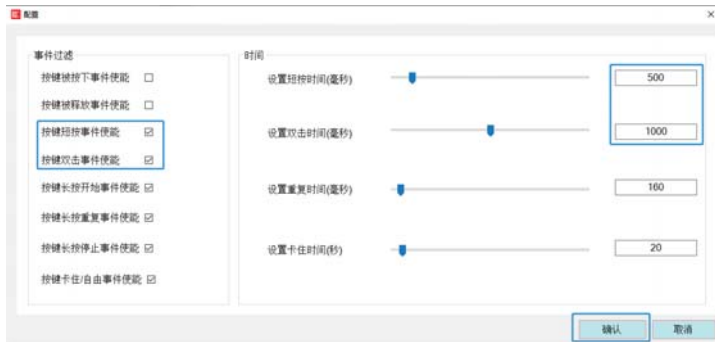 配置
事件过滤
按键被按下事件使能
按键被释放事件使能
按键短按事件使能
按键双击事件使能
按键长按开始事件使能
按键长按重复事件使能
按键长按停止事件使能
按键卡住/自由事件使能
时间
设置短按时间(毫秒)
500
设置双击时间(毫秒)
1000
设置重复时间(毫秒)
160
设置卡住时间(秒)
20
确认
取消